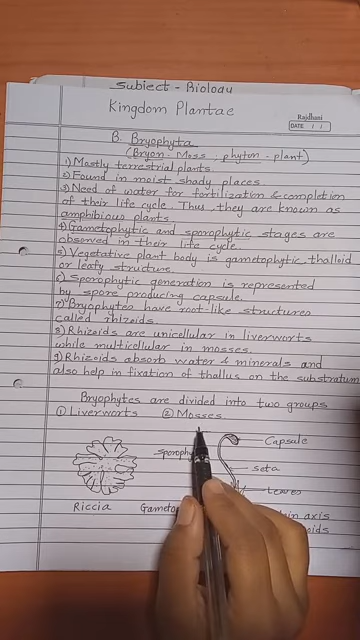 Subject - Biology
Kingdom Plantae
Rajdhani
DATE / /
B. Bryophyta
(Bryon - Moss, phyton - plant)
1) Mostly terrestrial plants.
2) Found in moist shady places
3) Need of water for fertilization & completion
of their life cycle. Thus they are known as
amphibious plants.
4) Gametophytic and sporophytic stages are
observed in their life cycle.
5) Vegetative plant body is gametophytic, thalloid
or leafy structure.
6) Sporophytic generation is represented
by spore producing capsule.
7) Bryophytes have root-like structures
called rhizoids.
8) Rhizoids are unicellular in liverworts
while multicellular in mosses.
9) Rhizoids absorb water & minerals and
also help in fixation of thallus on the substratum
Bryophytes are divided into two groups
① Liverworts ② Mosses
Capsule
seta
Leaves
Riccia
axis